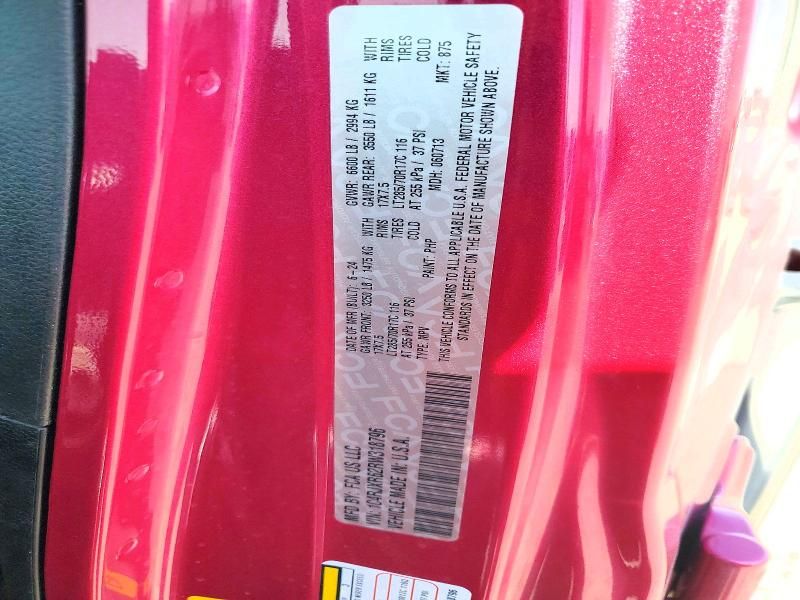 MFD BY: FCA US LLC
DATE OF MFR (BUILT): 6-24
GVWR: 6600 LB / 2994 KG
GAWR FRONT: 3250 LB / 1475 KG WITH
17X7.5 RIMS
LT285/70R17C 116 TIRES
AT 255 kPa / 37 PSI COLD
GAWR REAR: 3550 LB / 1611 KG WITH
17X7.5 RIMS
LT285/70R17C 116 TIRES
AT 255 kPa / 37 PSI COLD
VIN: 1C4RJXR62RW318796
TYPE: MPV
PAINT: PHP
MDH: 060713
MKT: 875
VEHICLE MADE IN: U.S.A.
THIS VEHICLE CONFORMS TO ALL APPLICABLE U.S.A. FEDERAL MOTOR VEHICLE SAFETY
STANDARDS IN EFFECT ON THE DATE OF MANUFACTURE SHOWN ABOVE.